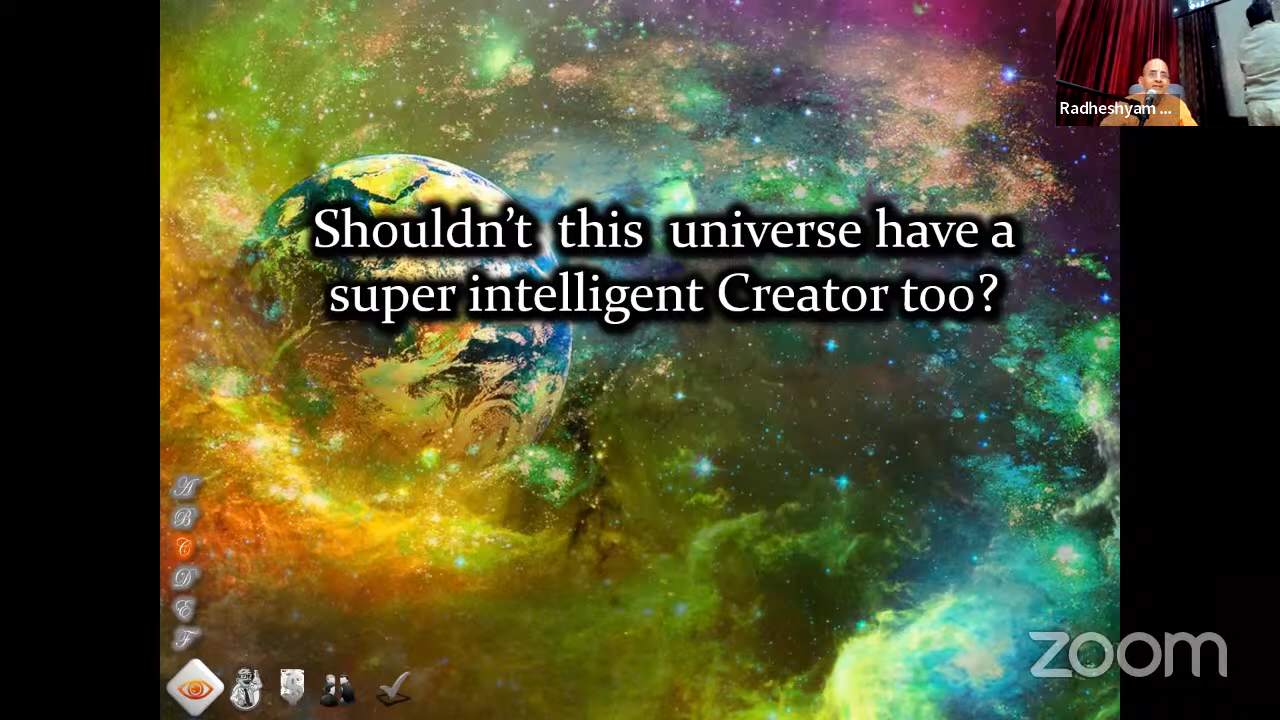 Radheshyam ...
Shouldn't this universe have a
super intelligent Creator too?
A
B
C
D
E
F
zoom